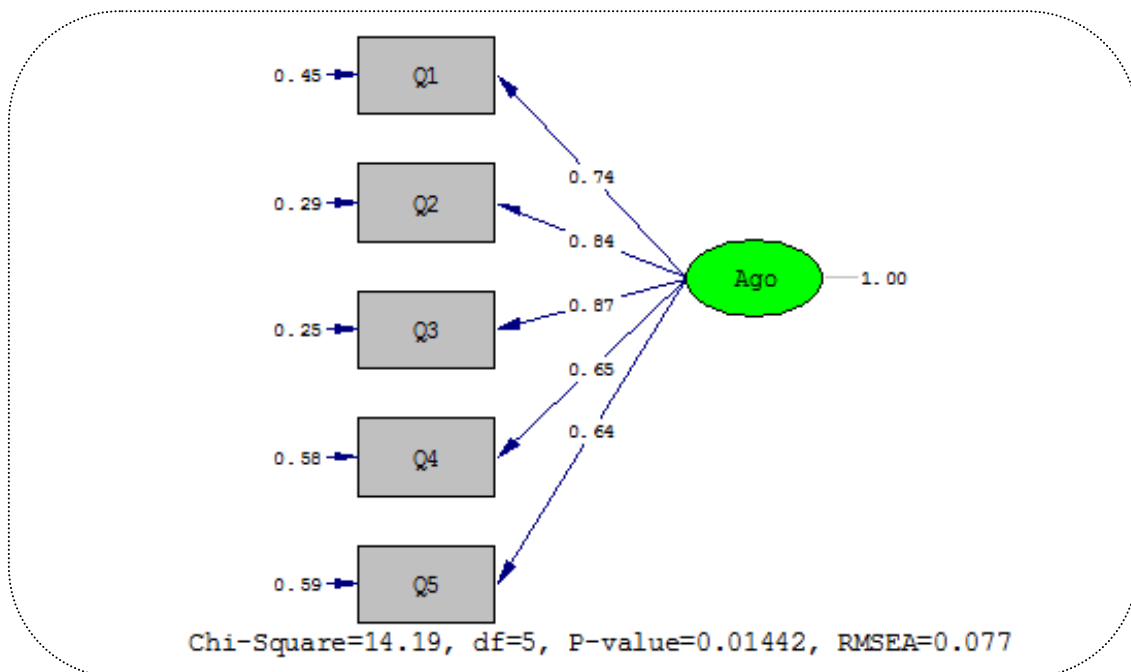 0.45
Q1
0.74
0.29
Q2
0.84
Ago
1.00
0.87
0.25
Q3
0.65
0.58
Q4
0.64
0.59
Q5
Chi-Square=14.19, df=5, P-value=0.01442, RMSEA=0.077